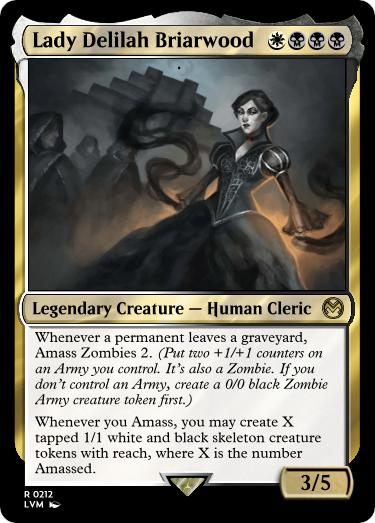 Lady Delilah Briarwood
Legendary Creature — Human Cleric
Whenever a permanent leaves a graveyard,
Amass Zombies 2. (Put two +1/+1 counters on
an Army you control. It's also a Zombie. If you
don't control an Army, create a 0/0 black Zombie
Army creature token first.)
Whenever you Amass, you may create X
tapped 1/1 white and black skeleton creature
tokens with reach, where X is the number
Amassed.
3/5
R 0212
LVM